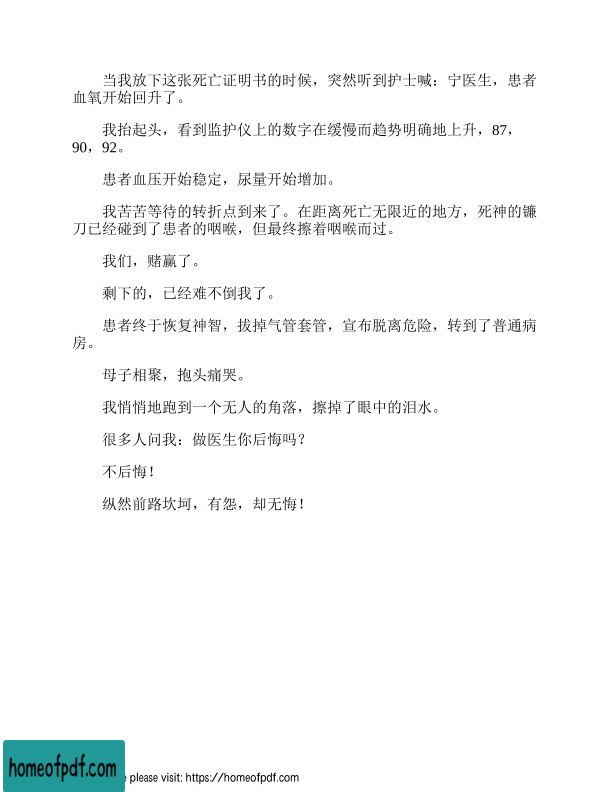 当我放下这张死亡证明书的时候，突然听到护士喊：宁医生，患者
血氧开始回升了。
我抬起头，看到监护仪上的数字在缓慢而趋势明确地上升，87，
90，92。
患者血压开始稳定，尿量开始增加。
我苦苦等待的转折点到来了。在距离死亡无限近的地方，死神的镰
刀已经碰到了患者的咽喉，但最终擦着咽喉而过。
我们，赌赢了。
剩下的，已经难不倒我了。
患者终于恢复神智，拔掉气管套管，宣布脱离危险，转到了普通病
房。
母子相聚，抱头痛哭。
我悄悄地跑到一个无人的角落，擦掉了眼中的泪水。
很多人问我：做医生你后悔吗？
不后悔！
纵然前路坎坷，有怨，却无悔！
homeofpdf.com
e please visit: https://homeofpdf.com